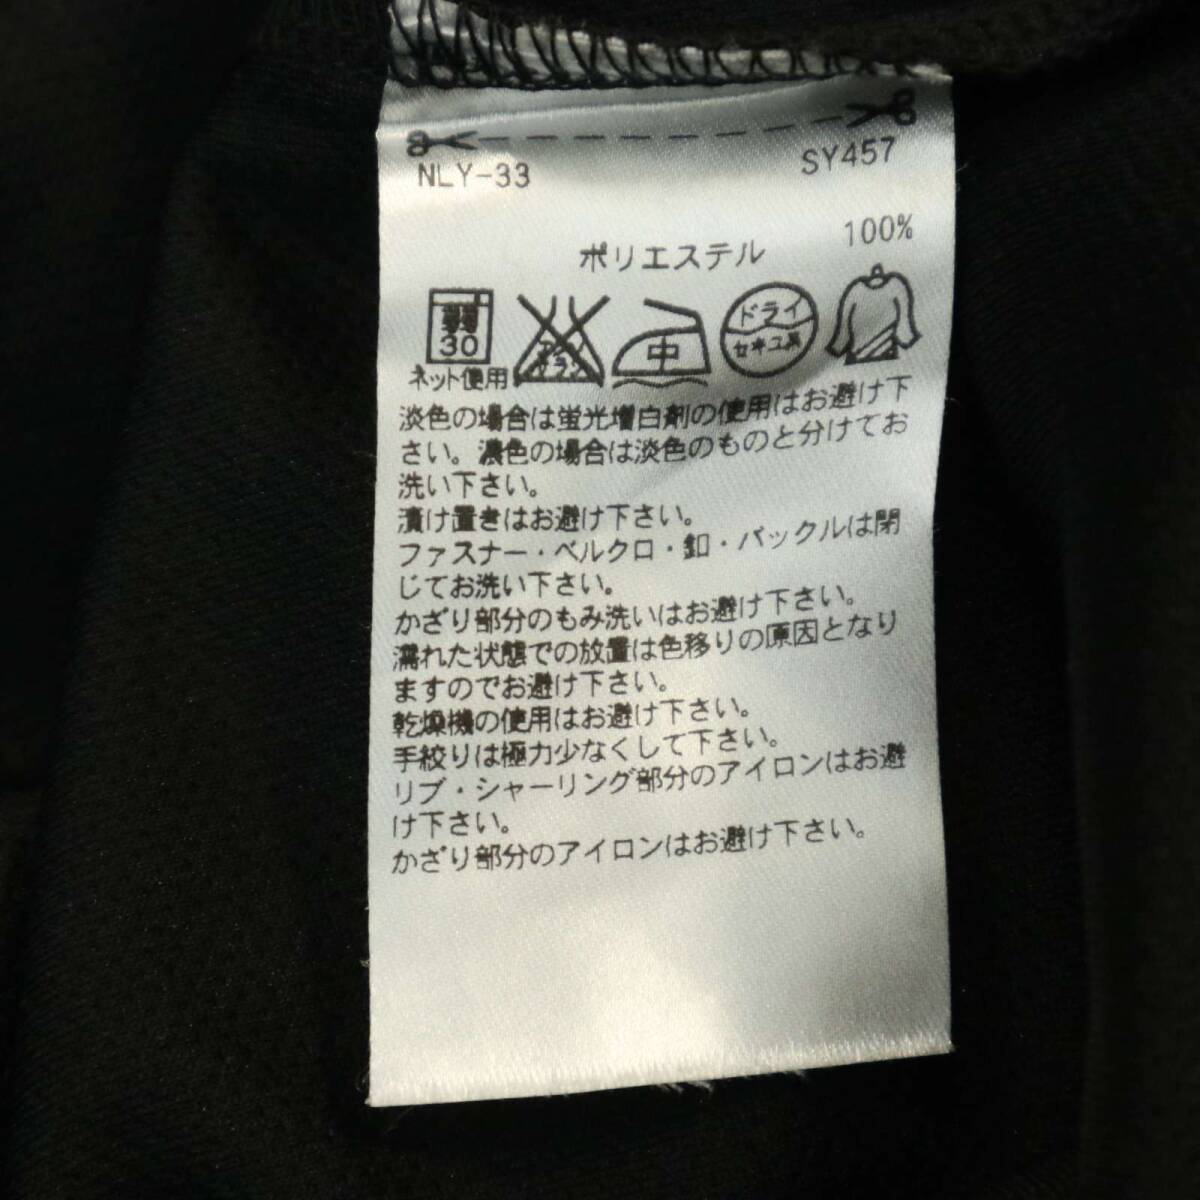 NLY-33 SY457
ポリエステル 100%
30
ネット使用
エンソ
サラシ
中
ドライ
セキユ系
淡色の場合は蛍光増白剤の使用はお避け下
さい。濃色の場合は淡色のものと分けてお
洗い下さい。
漬け置きはお避け下さい。
ファスナー・ベルクロ・釦・バックルは閉
じてお洗い下さい。
かざり部分のもみ洗いはお避け下さい。
濡れた状態での放置は色移りの原因となり
ますのでお避け下さい。
乾燥機の使用はお避け下さい。
手絞りは極力少なくして下さい。
リブ・シャーリング部分のアイロンはお避
け下さい。
かざり部分のアイロンはお避け下さい。